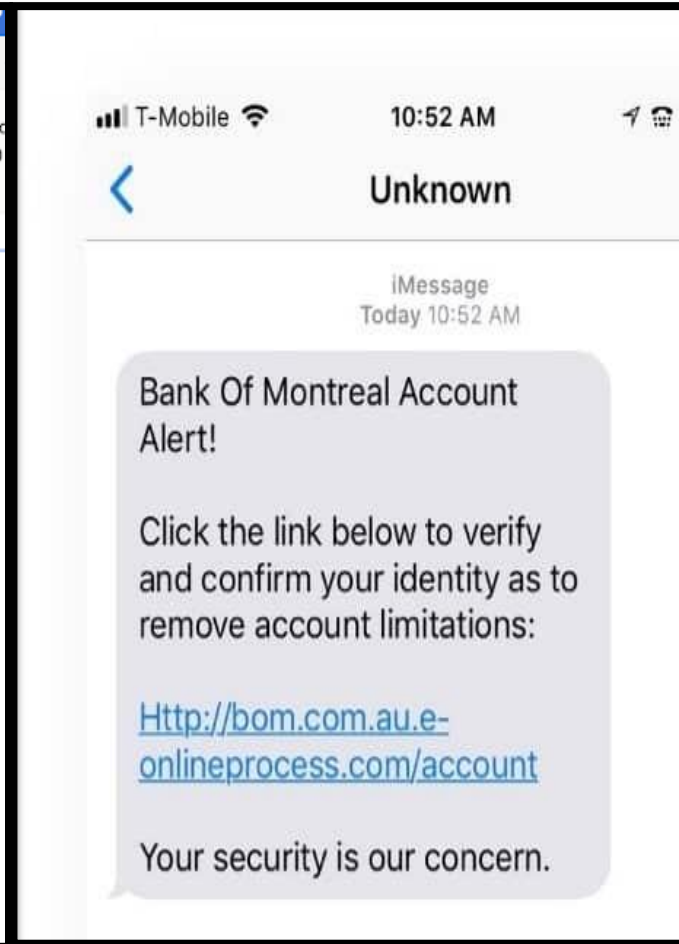 T-Mobile
10:52 AM
Unknown
iMessage
Today 10:52 AM
Bank Of Montreal Account
Alert!
Click the link below to verify
and confirm your identity as to
remove account limitations:
Http://bom.com.au.e-
onlineprocess.com/account
Your security is our concern.